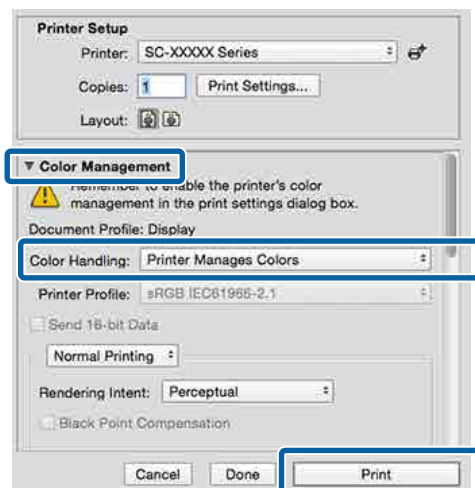 Printer Setup
Printer: SC-XXXXX Series
Copies: 1 Print Settings...
Layout:
▼ Color Management
Remember to enable the printer's color
management in the print settings dialog box.
Document Profile: Display
Color Handling: Printer Manages Colors
Printer Profile: sRGB IEC61966-2.1
Send 16-bit Data
Normal Printing
Rendering Intent: Perceptual
Black Point Compensation
Cancel Done Print